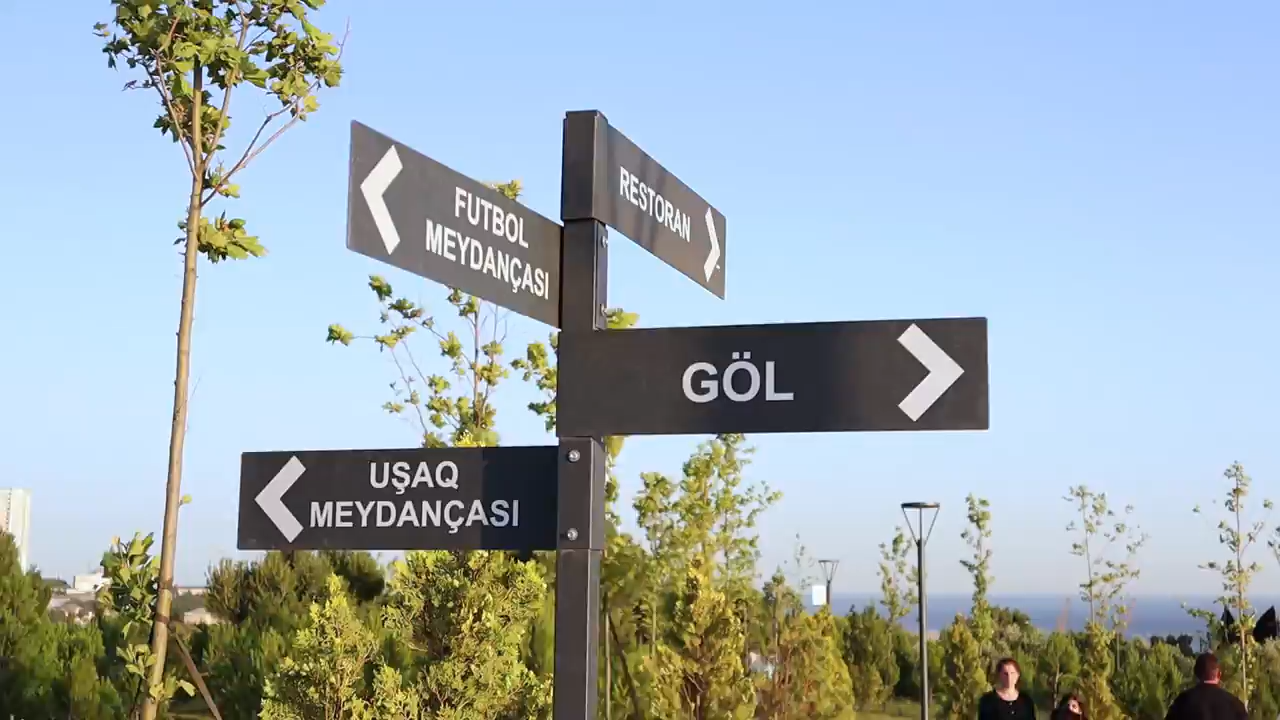 RESTORAN
FUTBOL
MEYDANÇASI
GÖL
UŞAQ
MEYDANÇASI